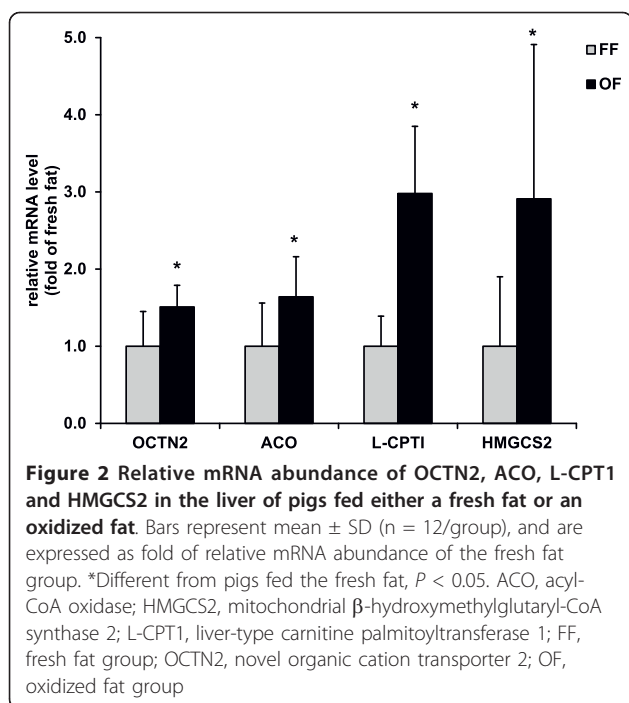 5.0
4.0
3.0
2.0
1.0
0.0
relative mRNA level
(fold of fresh fat)
*
*
*
*
FF
OF
OCTN2 ACO L-CPTI HMGCS2
Figure 2 Relative mRNA abundance of OCTN2, ACO, L-CPT1
and HMGCS2 in the liver of pigs fed either a fresh fat or an
oxidized fat. Bars represent mean ± SD (n = 12/group), and are
expressed as fold of relative mRNA abundance of the fresh fat
group. *Different from pigs fed the fresh fat, P < 0.05. ACO, acyl-
CoA oxidase; HMGCS2, mitochondrial β-hydroxymethylglutaryl-CoA
synthase 2; L-CPT1, liver-type carnitine palmitoyltransferase 1; FF,
fresh fat group; OCTN2, novel organic cation transporter 2; OF,
oxidized fat group